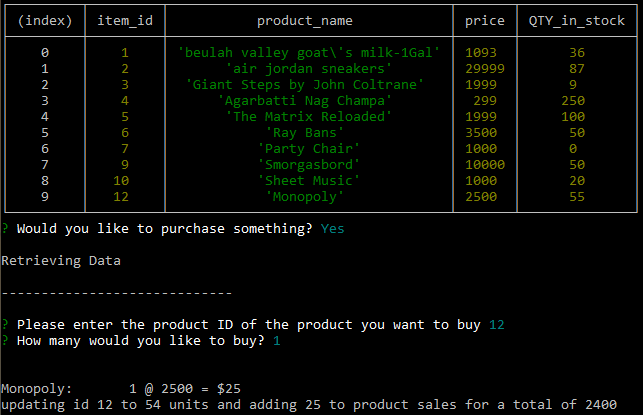 (index) item_id product_name price QTY_in_stock
0 1 'beulah valley goat\'s milk-1Gal' 1093 36
1 2 'air jordan sneakers' 29999 87
2 3 'Giant Steps by John Coltrane' 1999 9
3 4 'Agarbatti Nag Champa' 299 250
4 5 'The Matrix Reloaded' 1999 100
5 6 'Ray Bans' 3500 50
6 7 'Party Chair' 1000 0
7 9 'Smorgasbord' 10000 50
8 10 'Sheet Music' 1000 20
9 12 'Monopoly' 2500 55
? Would you like to purchase something? Yes
Retrieving Data
-----------------------------
? Please enter the product ID of the product you want to buy 12
? How many would you like to buy? 1
Monopoly: 1 @ 2500 = $25
updating id 12 to 54 units and adding 25 to product sales for a total of 2400